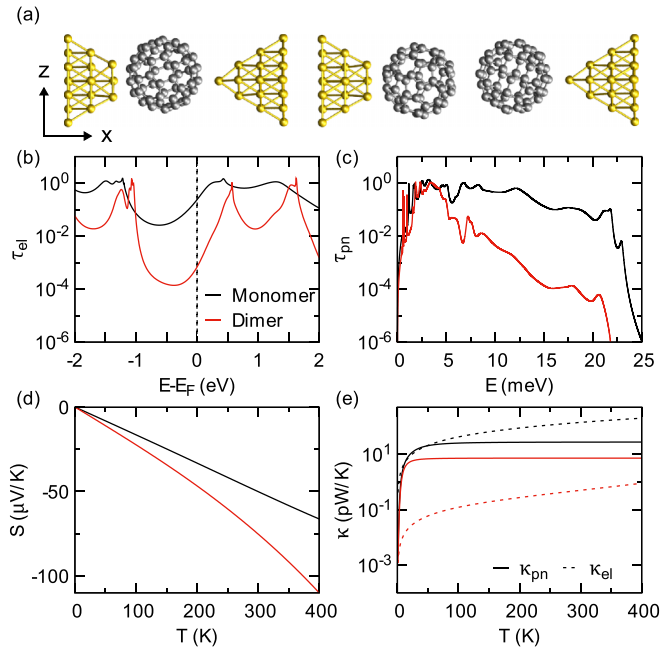 (a)
z
x
(b)
(c)
10⁰
10⁻²
10⁻⁴
10⁻⁶
τel
Monomer
Dimer
-2
-1
0
1
2
E-EF (eV)
10⁰
10⁻²
10⁻⁴
10⁻⁶
τpn
0
5
10
15
20
25
E (meV)
(d)
(e)
0
-50
-100
S (μV/K)
0
100
200
300
400
T (K)
10¹
10⁻¹
10⁻³
κ (pW/K)
κpn
κel
0
100
200
300
400
T (K)